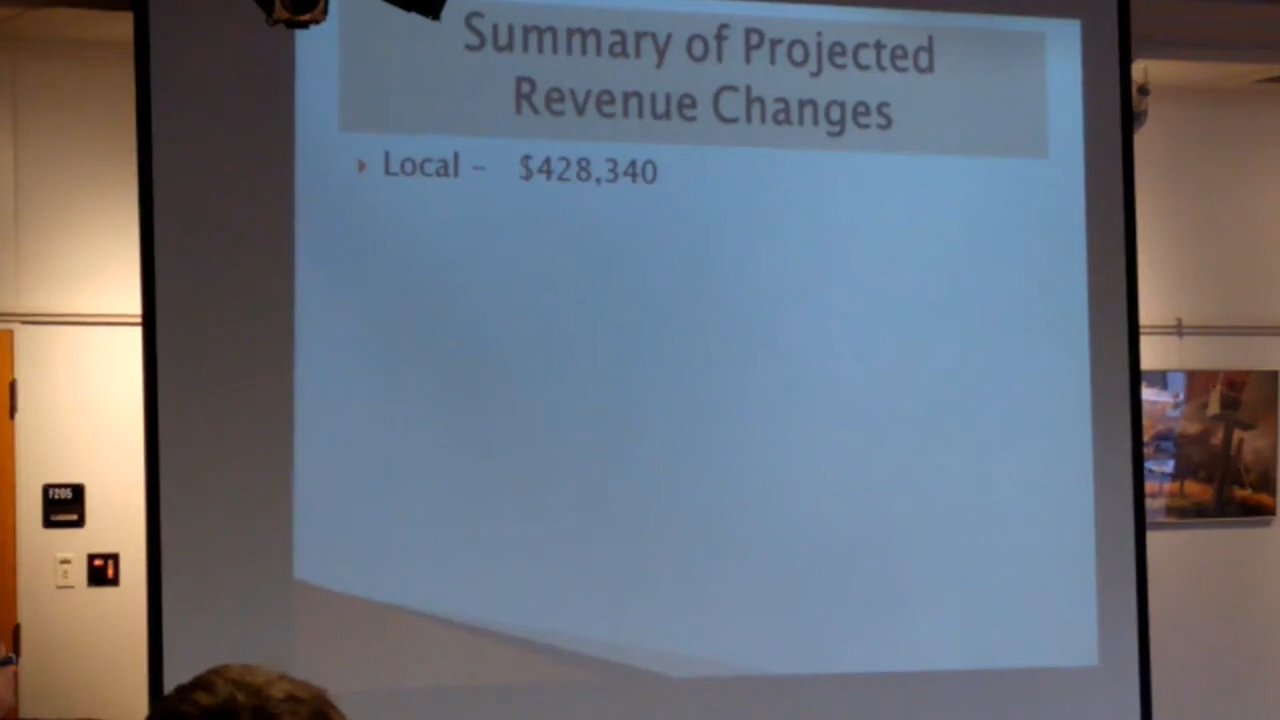 Summary of Projected
Revenue Changes
Local - $428,340
F205